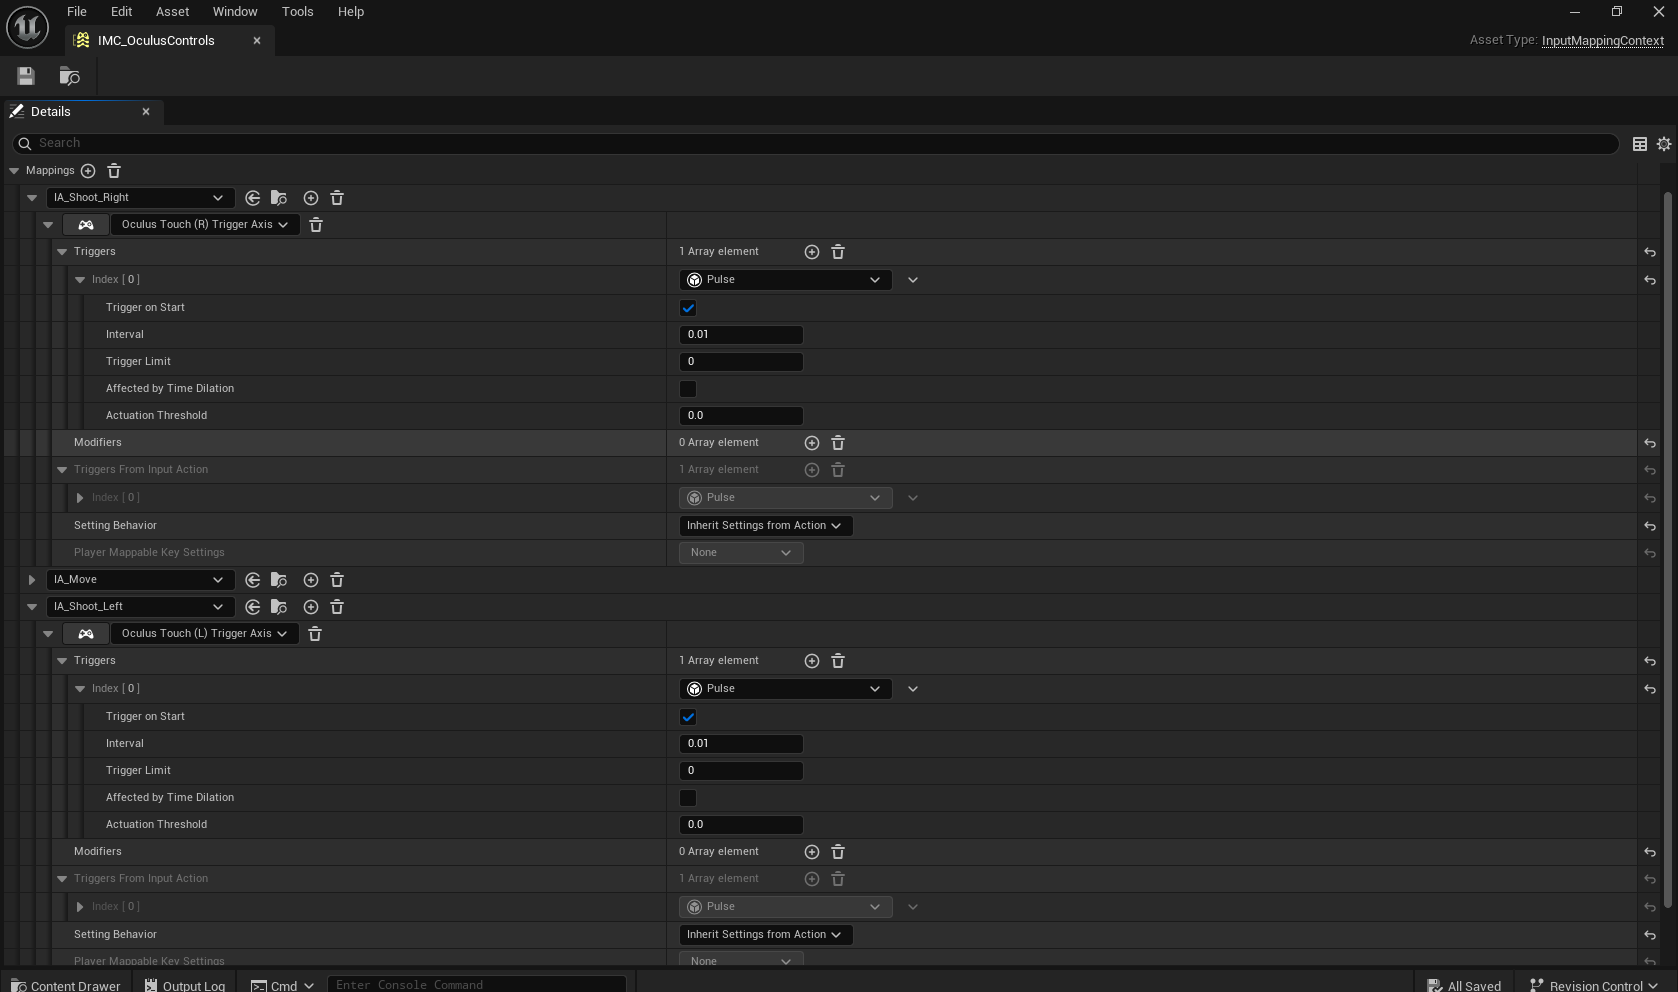 File Edit Asset Window Tools Help
IMC_OculusControls
Asset Type: InputMappingContext
Details
Search
Mappings
IA_Shoot_Right
Oculus Touch (R) Trigger Axis
Triggers 1 Array element
Index [ 0 ] Pulse
Trigger on Start
Interval 0.01
Trigger Limit 0
Affected by Time Dilation
Actuation Threshold 0.0
Modifiers 0 Array element
Triggers From Input Action 1 Array element
Index [ 0 ] Pulse
Setting Behavior Inherit Settings from Action
Player Mappable Key Settings None
IA_Move
IA_Shoot_Left
Oculus Touch (L) Trigger Axis
Triggers 1 Array element
Index [ 0 ] Pulse
Trigger on Start
Interval 0.01
Trigger Limit 0
Affected by Time Dilation
Actuation Threshold 0.0
Modifiers 0 Array element
Triggers From Input Action 1 Array element
Index [ 0 ] Pulse
Setting Behavior Inherit Settings from Action
Player Mappable Key Settings None
Content Drawer Output Log Cmd Enter Console Command All Saved Revision Control